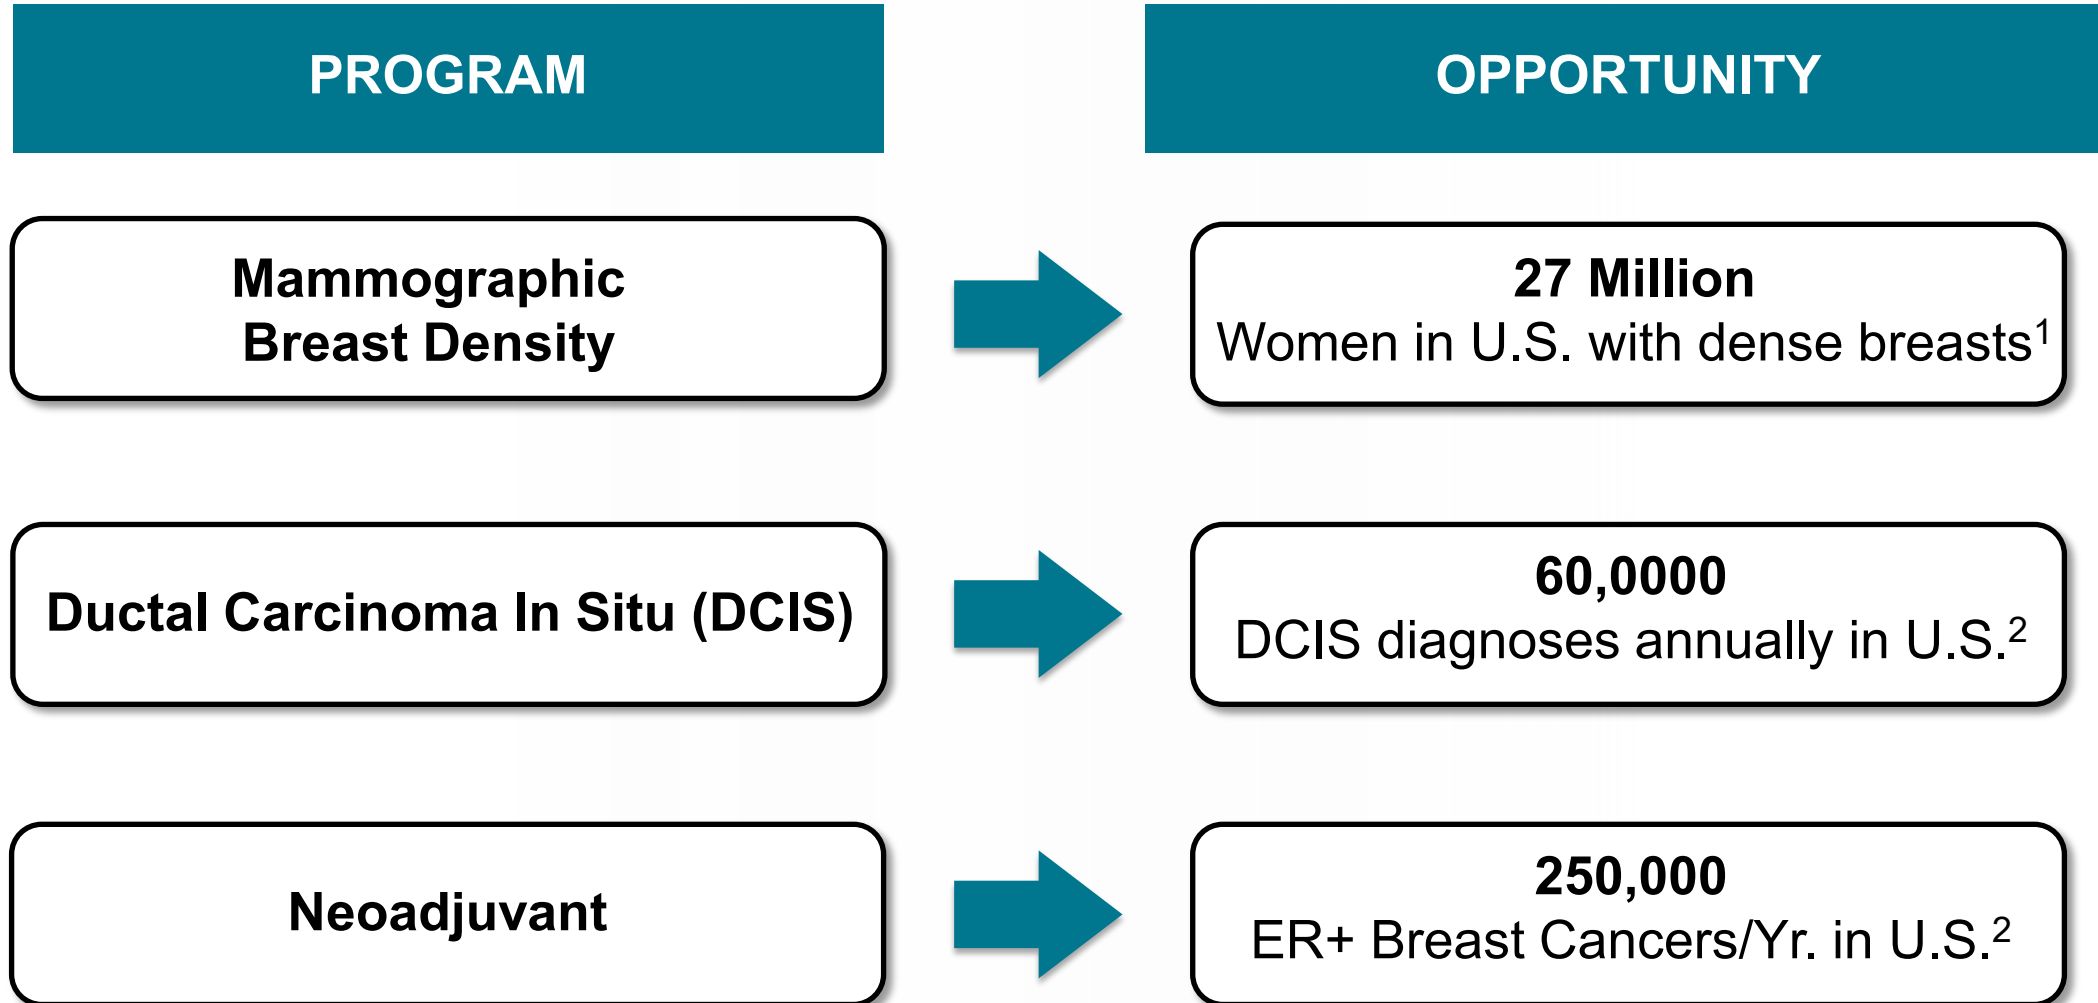 PROGRAM
OPPORTUNITY
Mammographic
Breast Density
27 Million
Women in U.S. with dense breasts¹
Ductal Carcinoma In Situ (DCIS)
60,0000
DCIS diagnoses annually in U.S.²
Neoadjuvant
250,000
ER+ Breast Cancers/Yr. in U.S.²